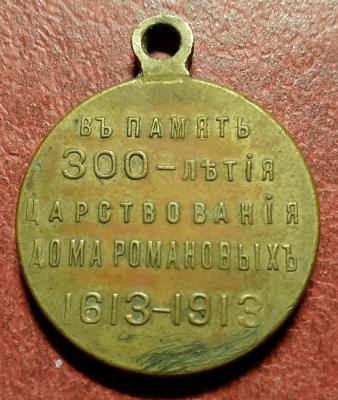 ВЪ ПАМЯТЬ
300-ЛѢТІЯ
ЦАРСТВОВАНІЯ
ДОМА РОМАНОВЫХЪ
1613-1913